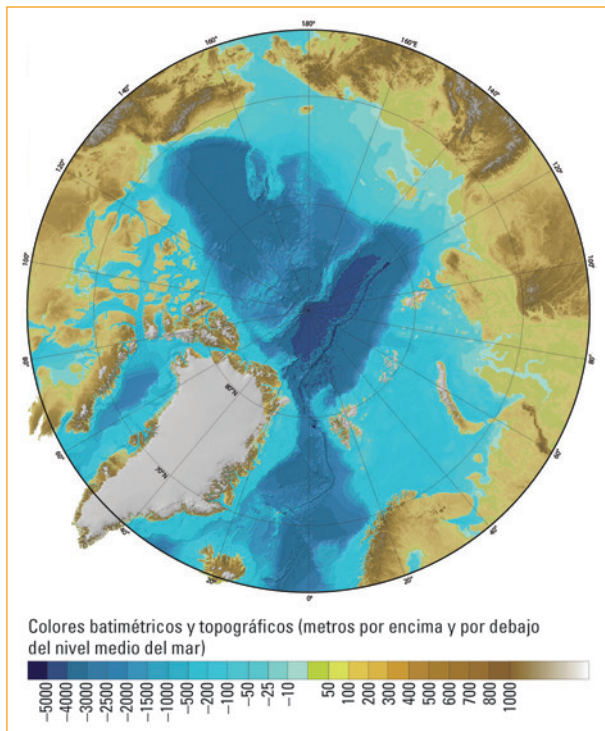 180°
160°
160°E
140°
140°
120°
120°
100°
100°
80°
80°
80°N
70°N
60°
60°
40°
20°
20°
0°
Colores batimétricos y topográficos (metros por encima y por debajo
del nivel medio del mar)
−5000 −4000 −3000 −2500 −2000 −1500 −1000 −500 −200 −100 −50 −25 −10 50 100 200 300 400 500 600 700 800 1000